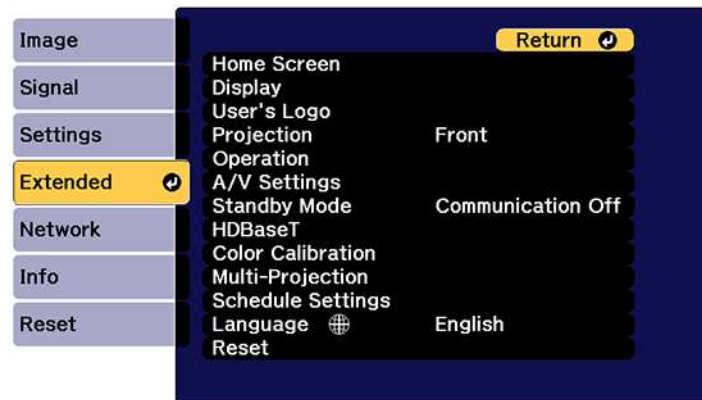 Image
Signal
Settings
Extended
Network
Info
Reset
Return
Home Screen
Display
User's Logo
Projection Front
Operation
A/V Settings
Standby Mode Communication Off
HDBaseT
Color Calibration
Multi-Projection
Schedule Settings
Language English
Reset